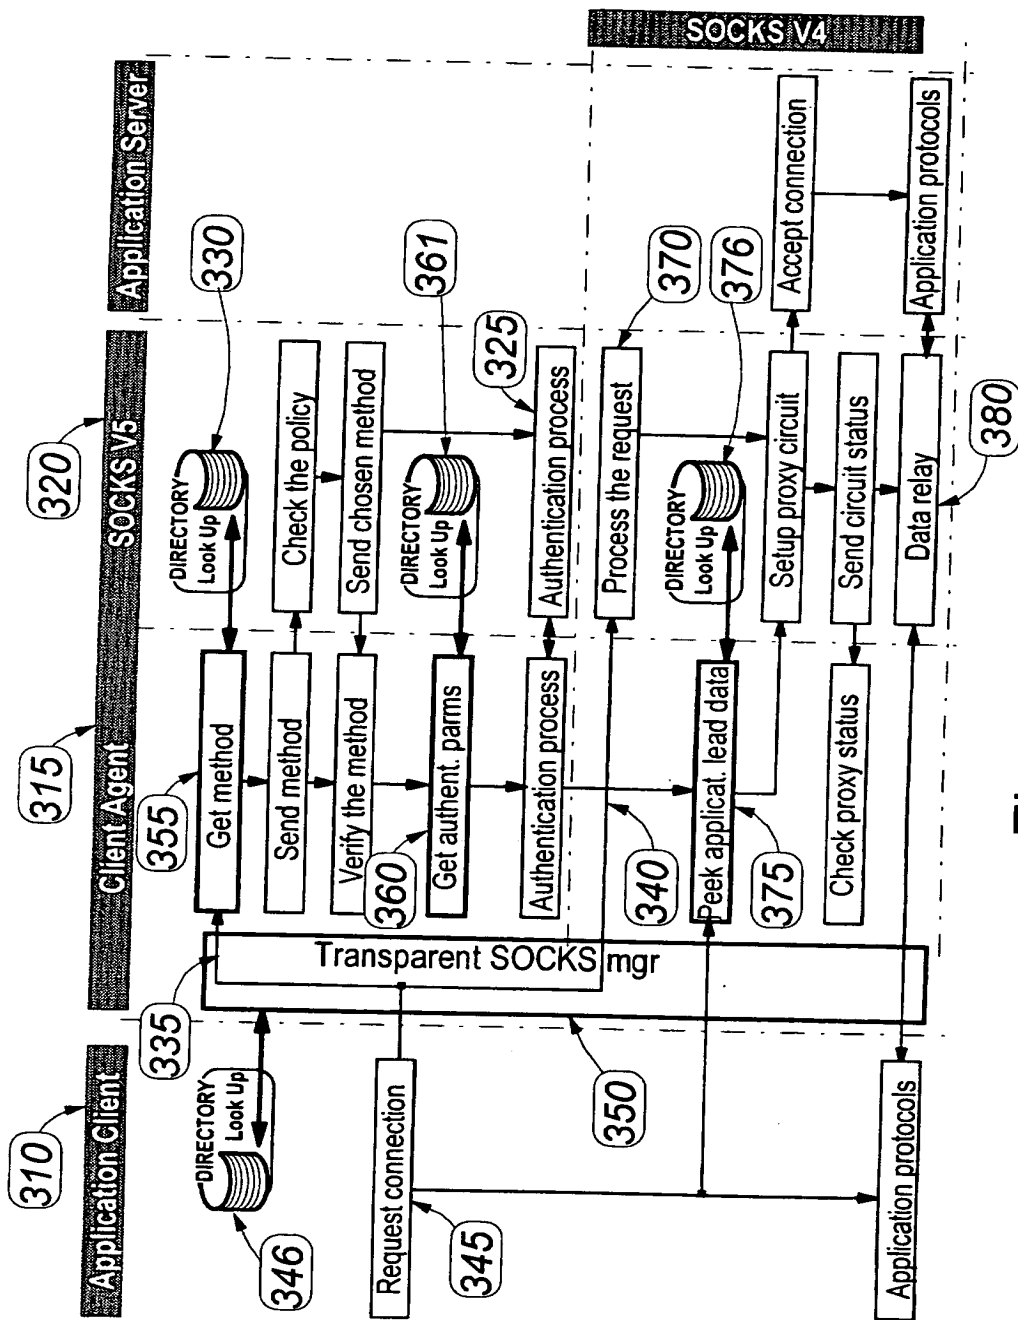 310
315
320
Application Client
Client Agent
SOCKS V5
Application Server
346
DIRECTORY
Look Up
335
355
Get method
DIRECTORY
Look Up
330
Send method
Check the policy
Request connection
345
Verify the method
Send chosen method
360
Get authent. parms
DIRECTORY
Look Up
361
Transparent SOCKS mgr
Authentication process
Authentication process
325
350
340
Process the request
370
SOCKS V4
Peek applicat. lead data
375
DIRECTORY
Look Up
376
Setup proxy circuit
Accept connection
Check proxy status
Send circuit status
Application protocols
Data relay
380
Application protocols